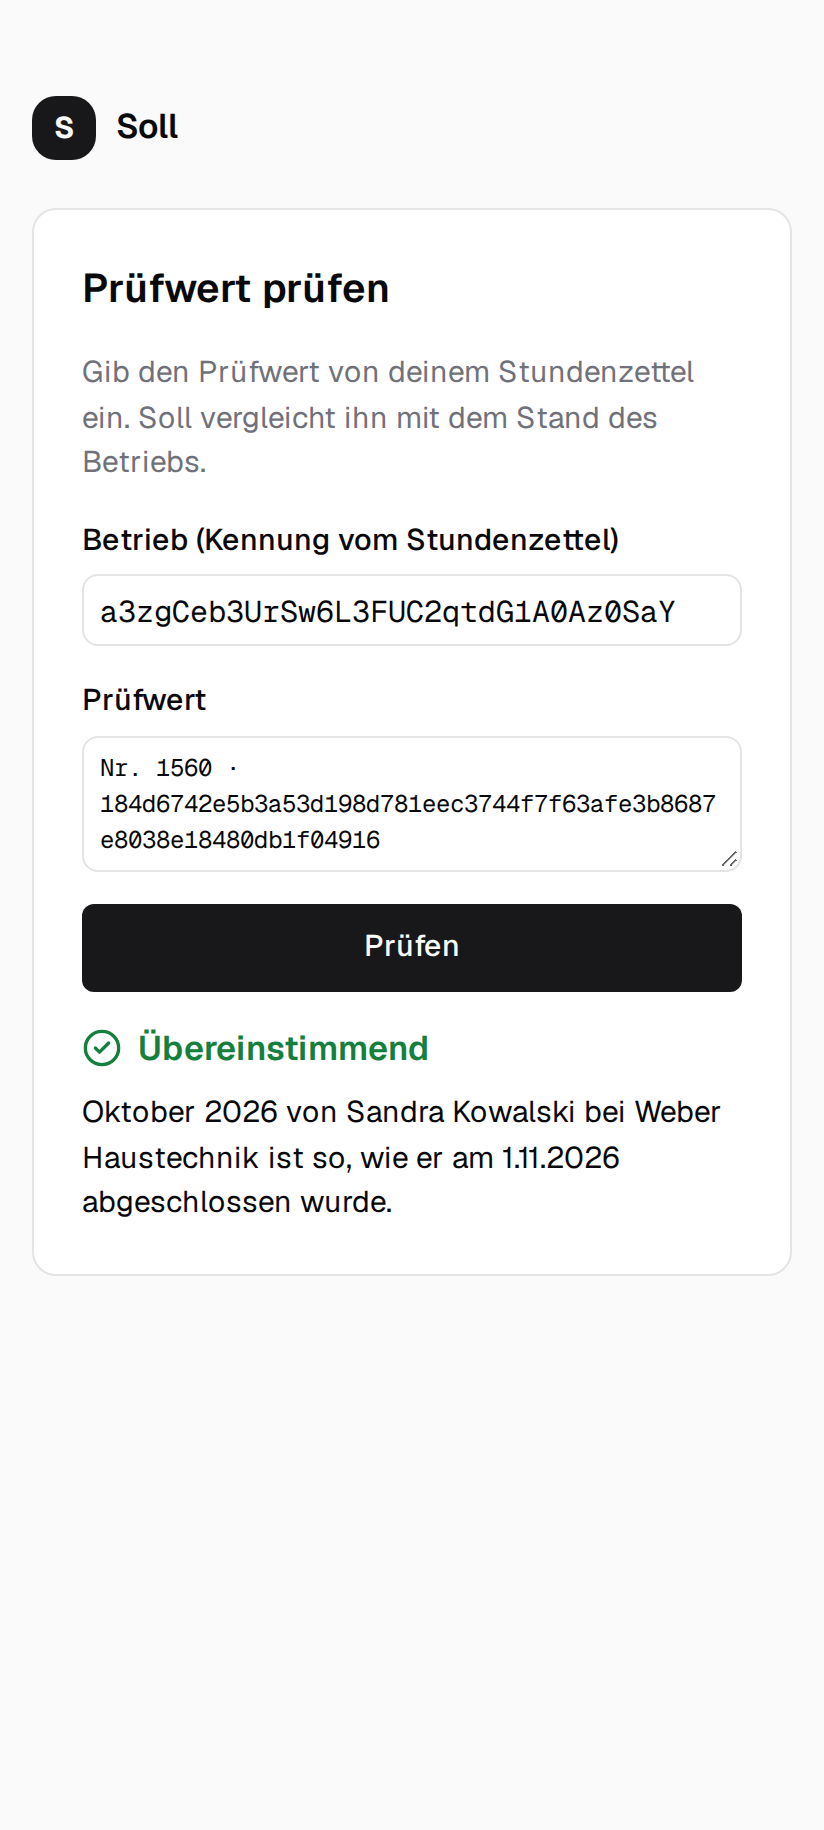 S Soll
Prüfwert prüfen
Gib den Prüfwert von deinem Stundenzettel
ein. Soll vergleicht ihn mit dem Stand des
Betriebs.
Betrieb (Kennung vom Stundenzettel)
a3zgCeb3UrSw6L3FUC2qtdG1A0Az0SaY
Prüfwert
Nr. 1560 ·
184d6742e5b3a53d198d781eec3744f7f63afe3b8687
e8038e18480db1f04916
Prüfen
Übereinstimmend
Oktober 2026 von Sandra Kowalski bei Weber
Haustechnik ist so, wie er am 1.11.2026
abgeschlossen wurde.